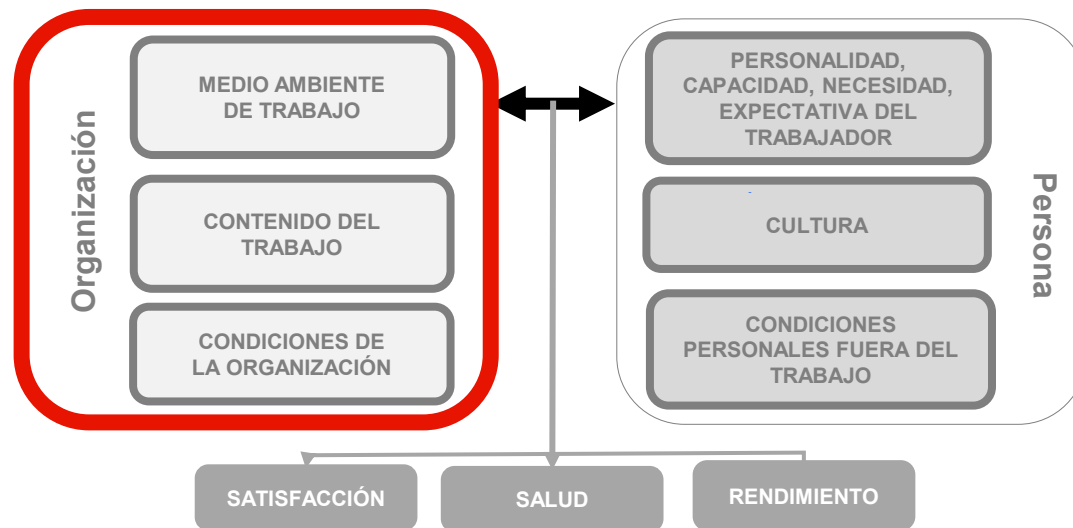 Organización
MEDIO AMBIENTE
DE TRABAJO
CONTENIDO DEL
TRABAJO
CONDICIONES DE
LA ORGANIZACIÓN
PERSONALIDAD,
CAPACIDAD, NECESIDAD,
EXPECTATIVA DEL
TRABAJADOR
CULTURA
CONDICIONES
PERSONALES FUERA DEL
TRABAJO
Persona
SATISFACCIÓN
SALUD
RENDIMIENTO